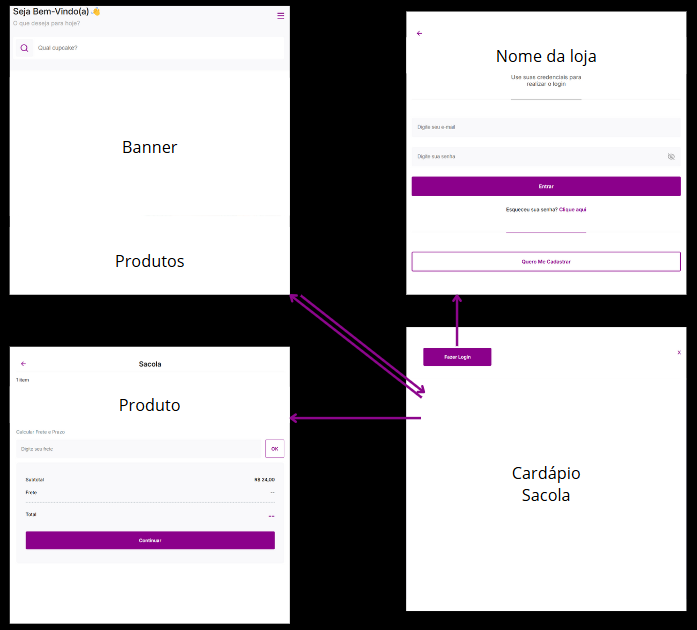 Seja Bem-Vindo(a) 👋
O que deseja para hoje?
Qual cupcake?
Banner
Produtos
Nome da loja
Use suas credenciais para
realizar o login
Digite seu e-mail
Digite sua senha
Entrar
Esqueceu sua senha? Clique aqui
Quero Me Cadastrar
Sacola
1 item
Produto
Calcular Frete e Prazo
Digite seu frete
OK
Subtotal R$ 24,00
Frete --
Total --
Continuar
Fazer Login
X
Cardápio
Sacola